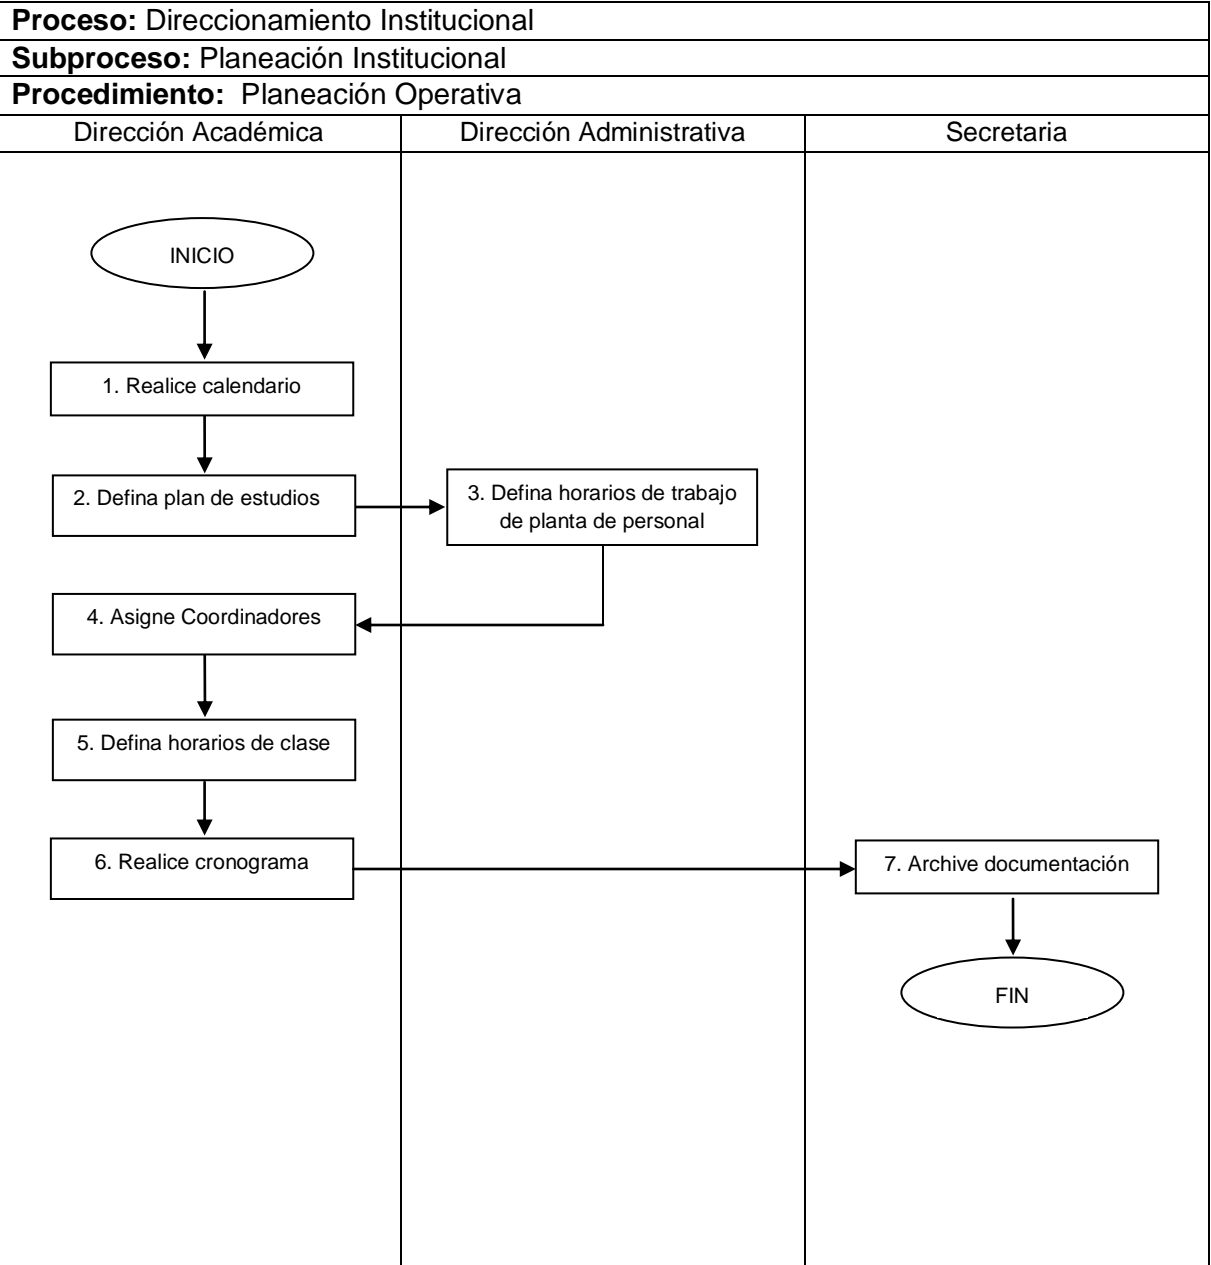 Proceso: Direccionamiento Institucional
Subproceso: Planeación Institucional
Procedimiento: Planeación Operativa
Dirección Académica
Dirección Administrativa
Secretaria
INICIO
1. Realice calendario
2. Defina plan de estudios
3. Defina horarios de trabajo
de planta de personal
4. Asigne Coordinadores
5. Defina horarios de clase
6. Realice cronograma
7. Archive documentación
FIN